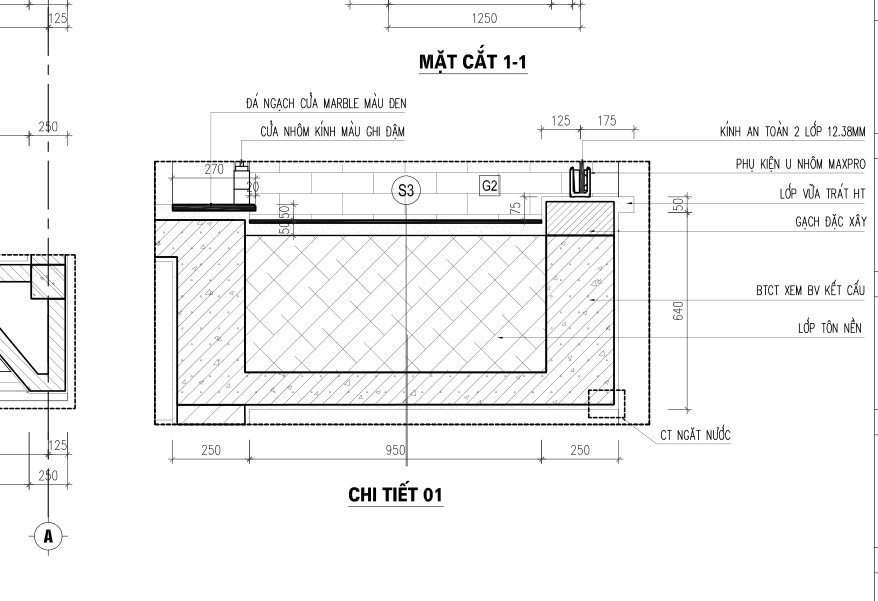 125
1250
MẶT CẮT 1-1
ĐÁ NGẠCH CỬA MARBLE MÀU ĐEN
250
125
175
CỬA NHÔM KÍNH MÀU GHI ĐẬM
KÍNH AN TOÀN 2 LỚP 12.38MM
270
PHỤ KIỆN U NHÔM MAXPRO
S3
G2
LỚP VỮA TRÁT HT
50
75
50
50
GẠCH ĐẶC XÂY
BTCT XEM BV KẾT CẤU
640
LỚP TÔN NỀN
CT NGẮT NƯỚC
125
250
950
250
250
CHI TIẾT 01
A